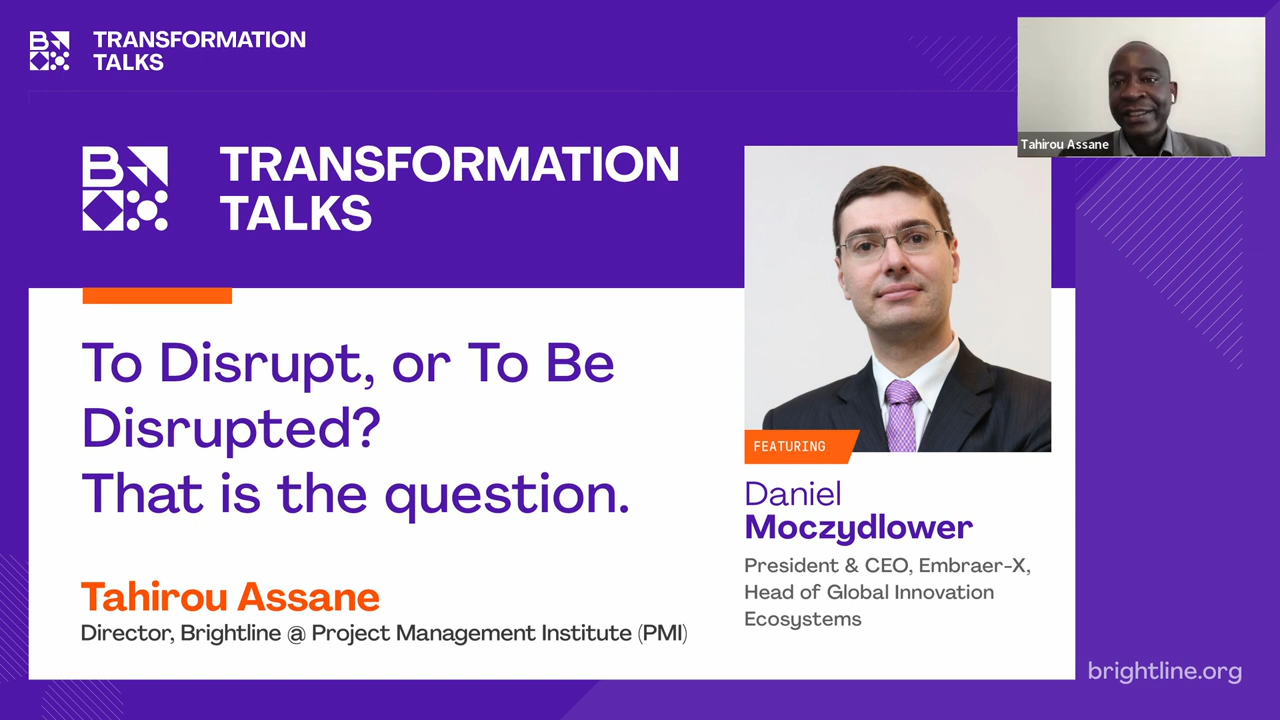 B
TRANSFORMATION
TALKS
Tahirou Assane
B
TRANSFORMATION
TALKS
To Disrupt, or To Be
Disrupted?
That is the question.
Tahirou Assane
Director, Brightline @ Project Management Institute (PMI)
FEATURING
Daniel
Moczydlower
President & CEO, Embraer-X,
Head of Global Innovation
Ecosystems
brightline.org